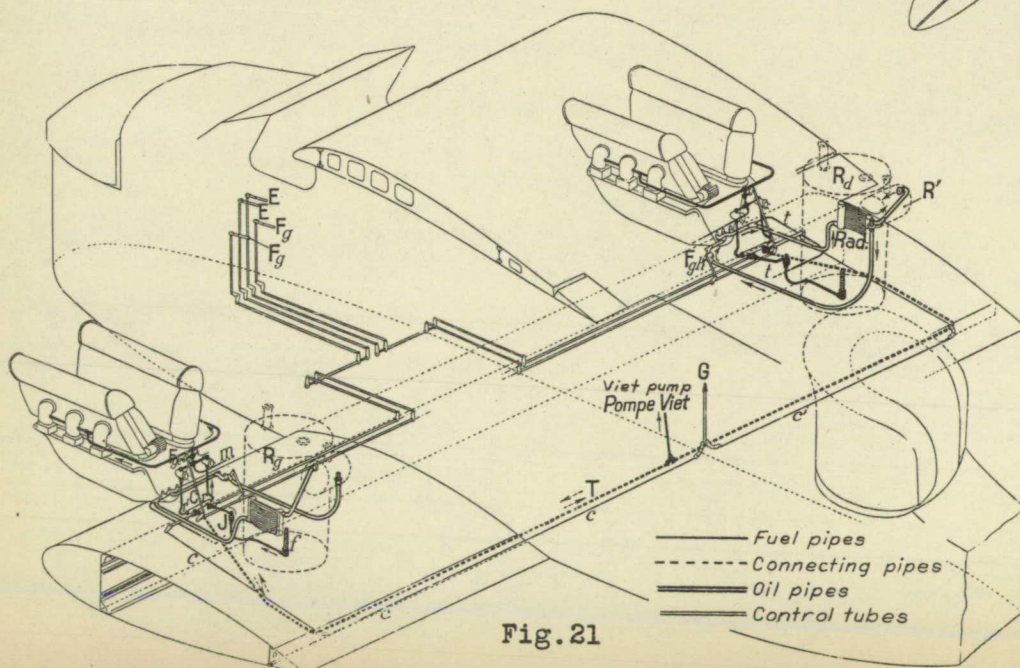 E
E
Fg
Fg
Rd
R'
Rad.
t
Fgh
t
G
Viet pump
Pompe Viet
c'
Rg
T
c
J
f
c
c
Fuel pipes
Connecting pipes
Oil pipes
Control tubes
Fig.21